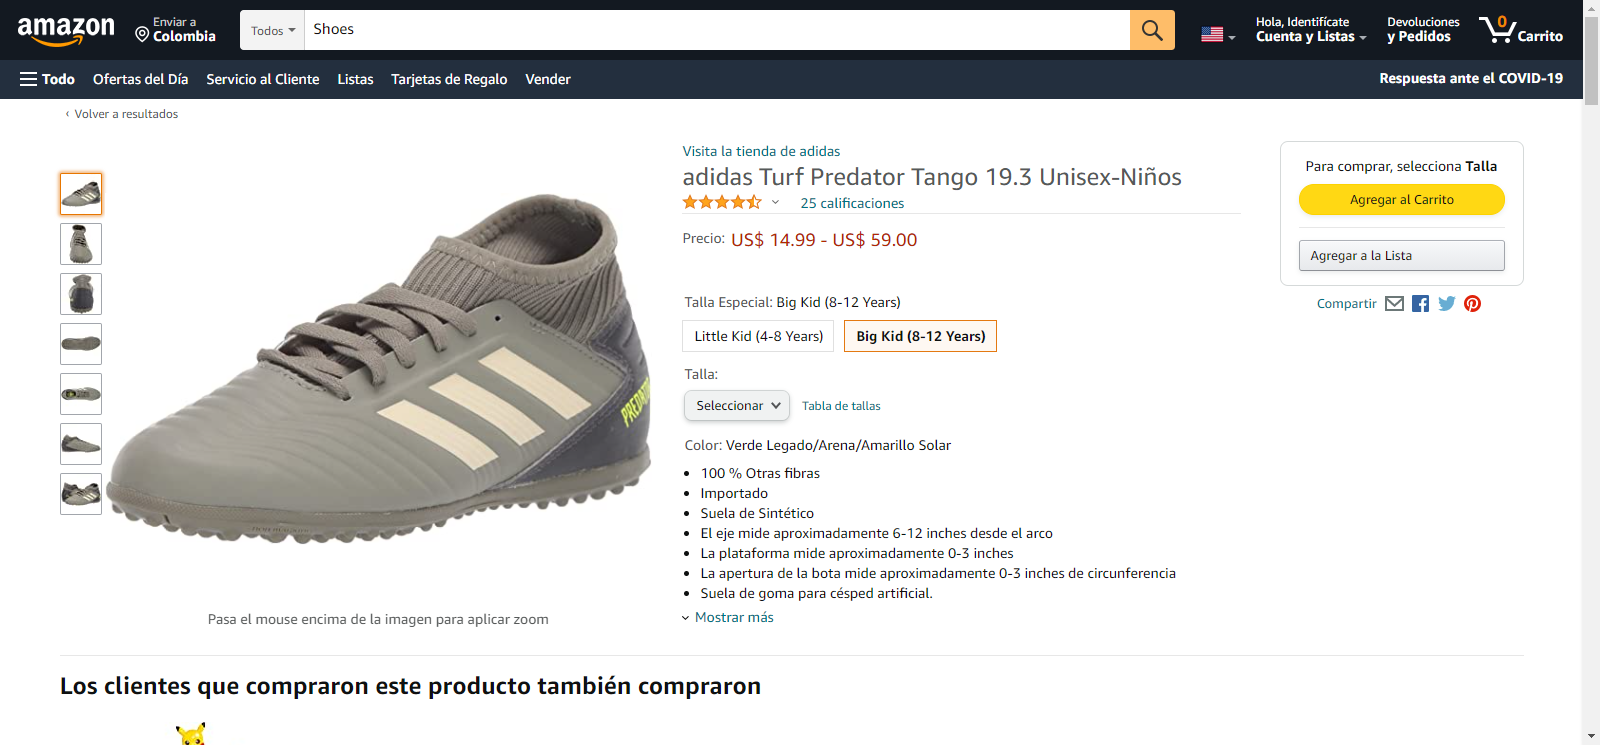 amazon
Enviar a
Colombia
Todos
Shoes
Hola, Identifícate
Cuenta y Listas
Devoluciones
y Pedidos
0
Carrito
Todo
Ofertas del Día
Servicio al Cliente
Listas
Tarjetas de Regalo
Vender
Respuesta ante el COVID-19
‹ Volver a resultados
Visita la tienda de adidas
adidas Turf Predator Tango 19.3 Unisex-Niños
25 calificaciones
Precio: US$ 14.99 - US$ 59.00
Talla Especial: Big Kid (8-12 Years)
Little Kid (4-8 Years)
Big Kid (8-12 Years)
Talla:
Seleccionar
Tabla de tallas
Color: Verde Legado/Arena/Amarillo Solar
• 100 % Otras fibras
• Importado
• Suela de Sintético
• El eje mide aproximadamente 6-12 inches desde el arco
• La plataforma mide aproximadamente 0-3 inches
• La apertura de la bota mide aproximadamente 0-3 inches de circunferencia
• Suela de goma para césped artificial.
Mostrar más
Para comprar, selecciona Talla
Agregar al Carrito
Agregar a la Lista
Compartir
Pasa el mouse encima de la imagen para aplicar zoom
Los clientes que compraron este producto también compraron